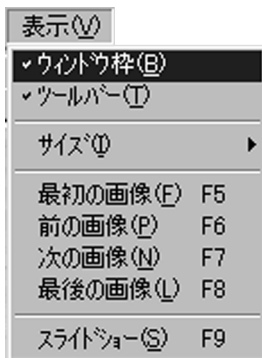 表示(V)
ウィンドウ枠(B)
ツールバー(T)
サイズ(I)
最初の画像(F) F5
前の画像(P) F6
次の画像(N) F7
最後の画像(L) F8
スライドショー(S) F9